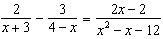 2/(x + 3) − 3/(4 − x) = (2x − 2)/(x² − x − 12)